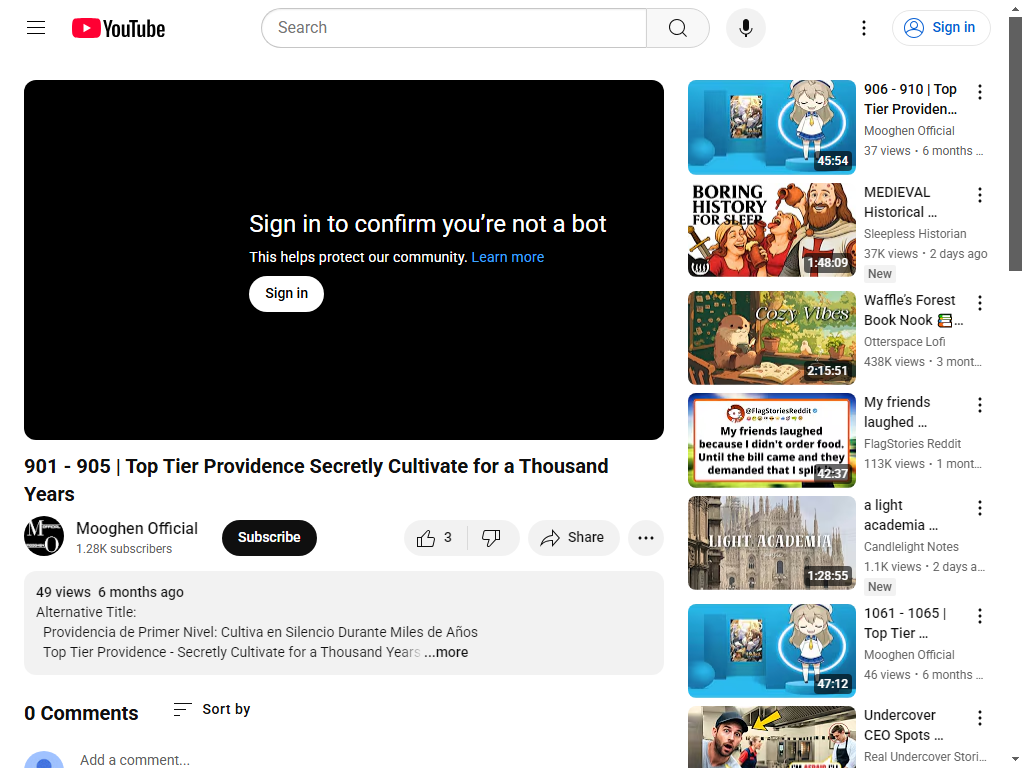 YouTube
Search
Sign in
Sign in to confirm you’re not a bot
This helps protect our community. Learn more
Sign in
901 - 905 | Top Tier Providence Secretly Cultivate for a Thousand
Years
Mooghen Official
1.28K subscribers
Subscribe
3
Share
49 views 6 months ago
Alternative Title:
Providencia de Primer Nivel: Cultiva en Silencio Durante Miles de Años
Top Tier Providence - Secretly Cultivate for a Thousand Years ...more
0 Comments
Sort by
Add a comment...
45:54
906 - 910 | Top
Tier Providen...
Mooghen Official
37 views • 6 months ...
BORING
HISTORY
FOR SLEEP
1:48:09
MEDIEVAL
Historical ...
Sleepless Historian
37K views • 2 days ago
New
Cozy Vibes
2:15:51
Waffle's Forest
Book Nook 📚...
Otterspace Lofi
438K views • 3 mont...
@FlagStoriesReddit
My friends laughed
because I didn't order food.
Until the bill came and they
demanded that I split
42:37
My friends
laughed ...
FlagStories Reddit
113K views • 1 mont...
LIGHT ACADEMIA
1:28:55
a light
academia ...
Candlelight Notes
1.1K views • 2 days a...
New
47:12
1061 - 1065 |
Top Tier ...
Mooghen Official
46 views • 6 months ...
Undercover
CEO Spots ...
Real Undercover Stori...